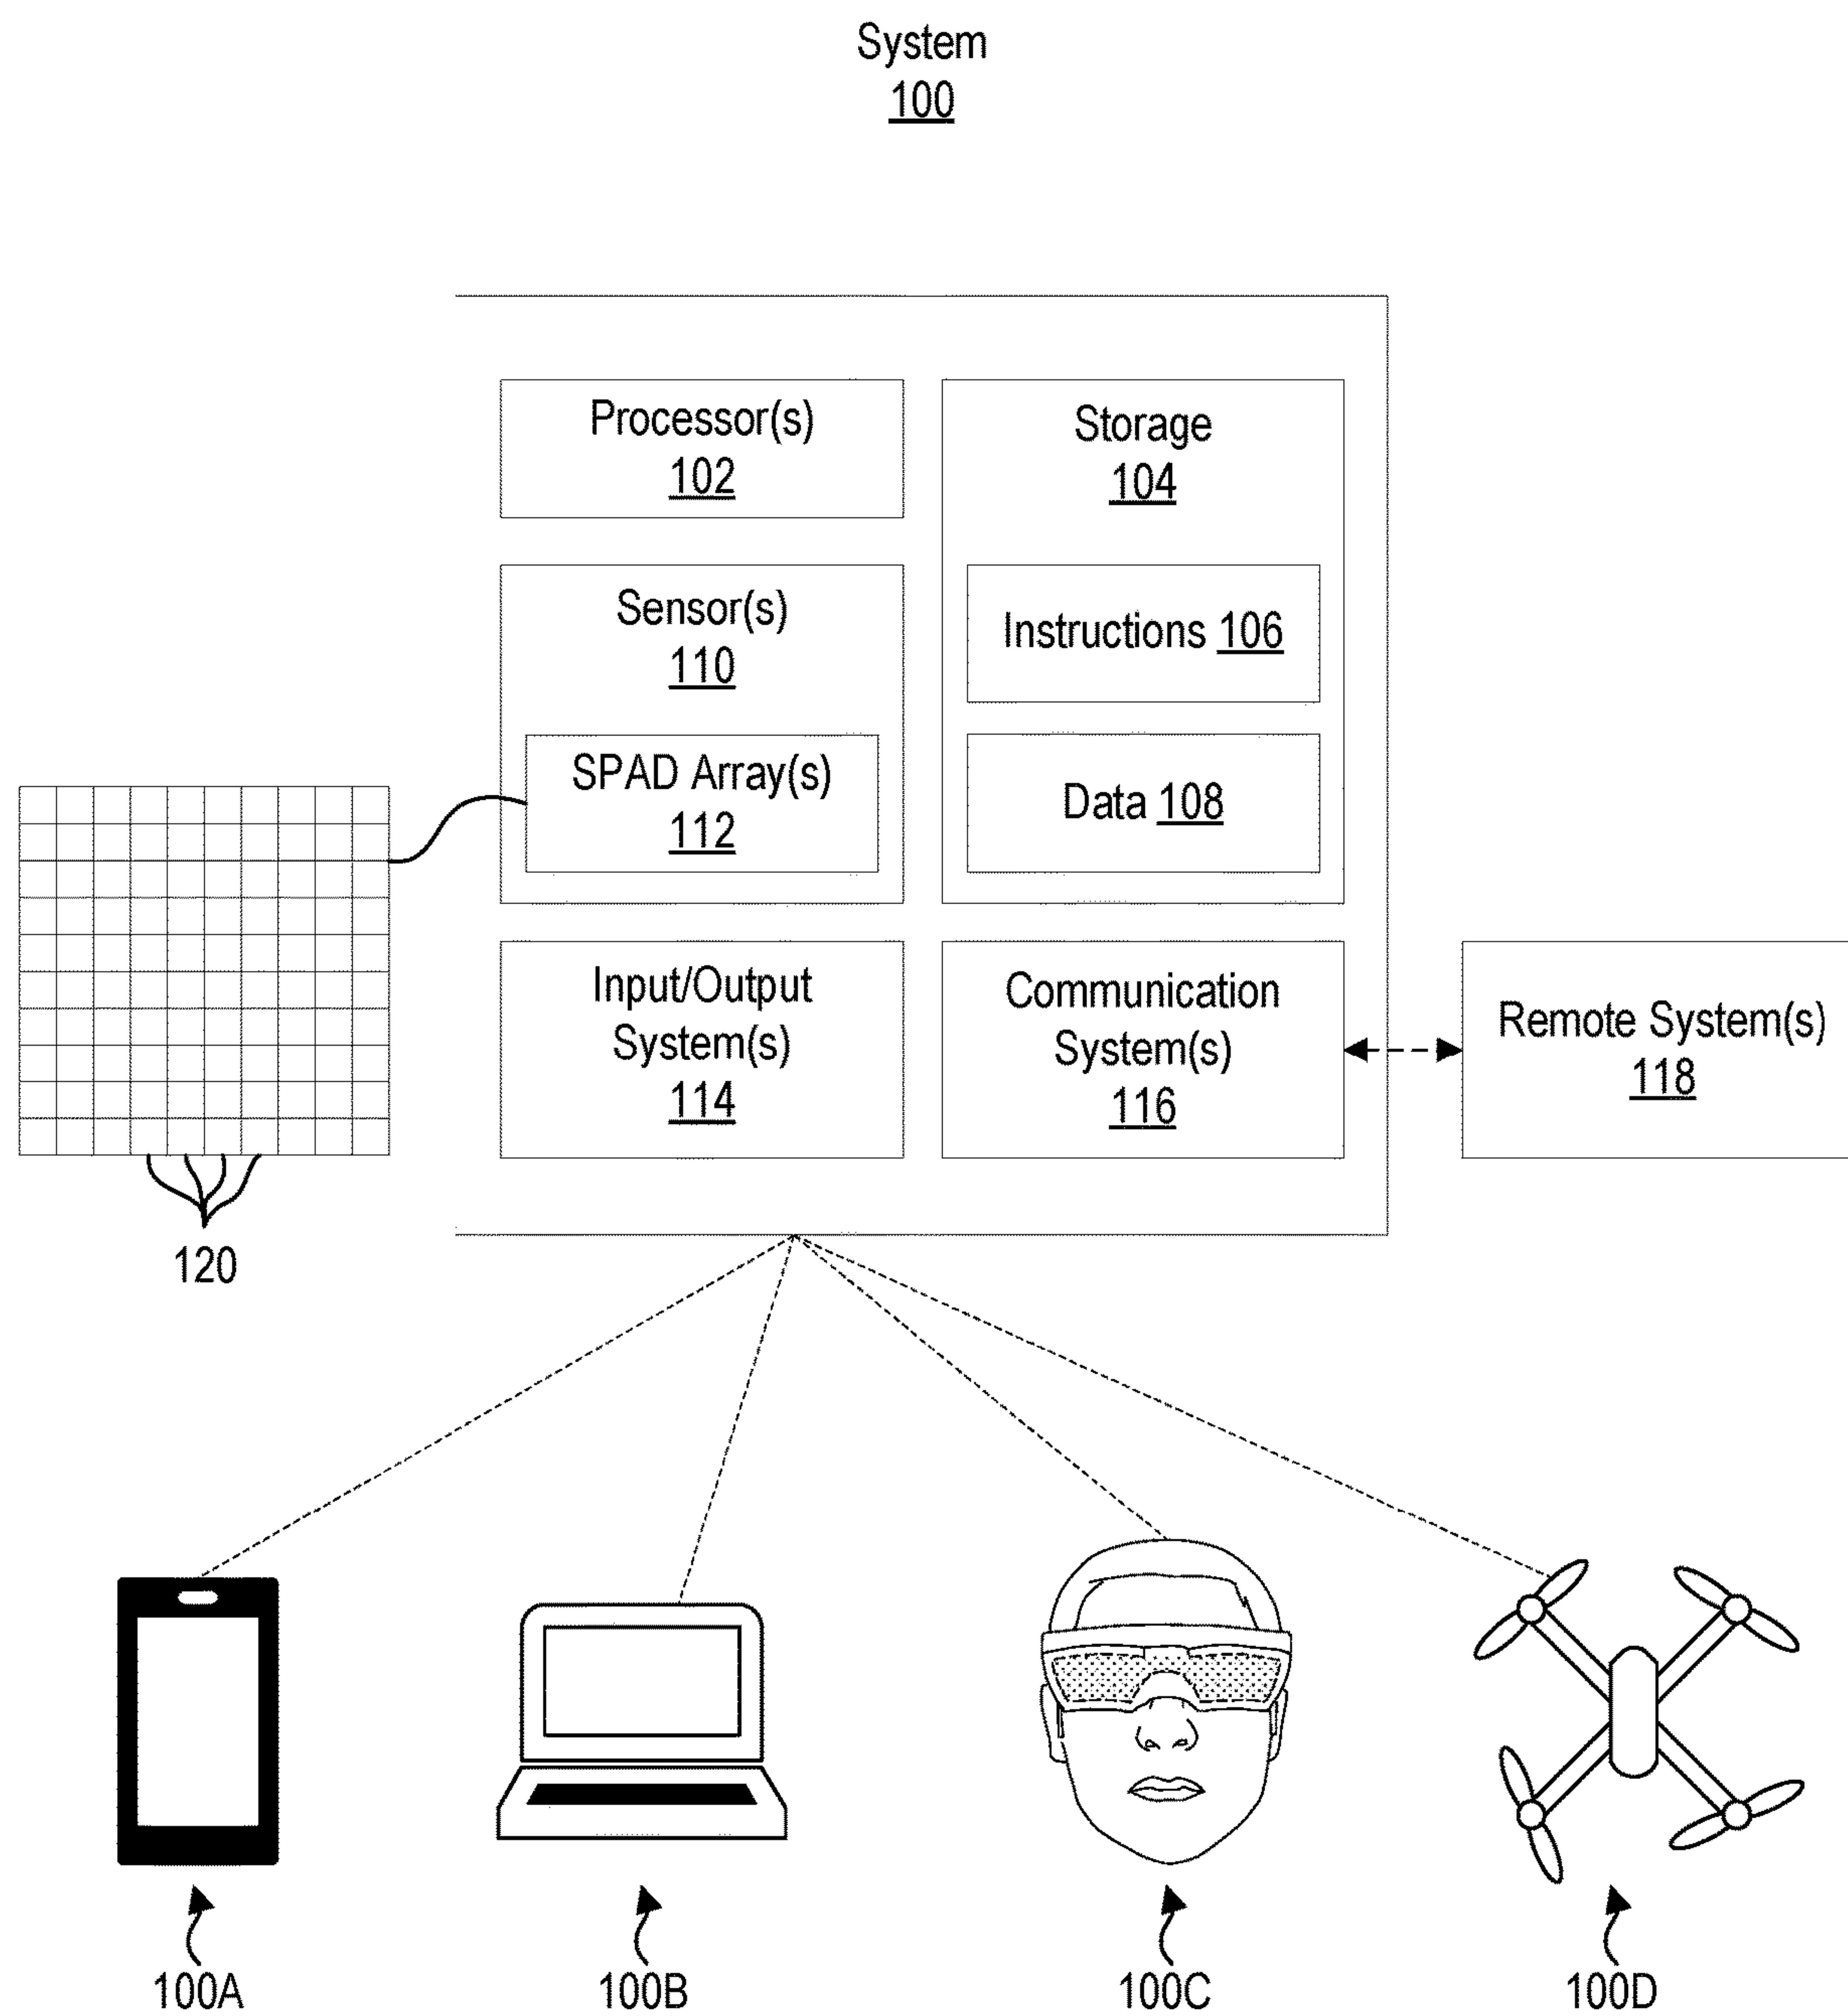 System
100
Processor(s)
102
Storage
104
Sensor(s)
110
Instructions 106
SPAD Array(s)
112
Data 108
Input/Output
System(s)
114
Communication
System(s)
116
Remote System(s)
118
120
100A
100B
100C
100D